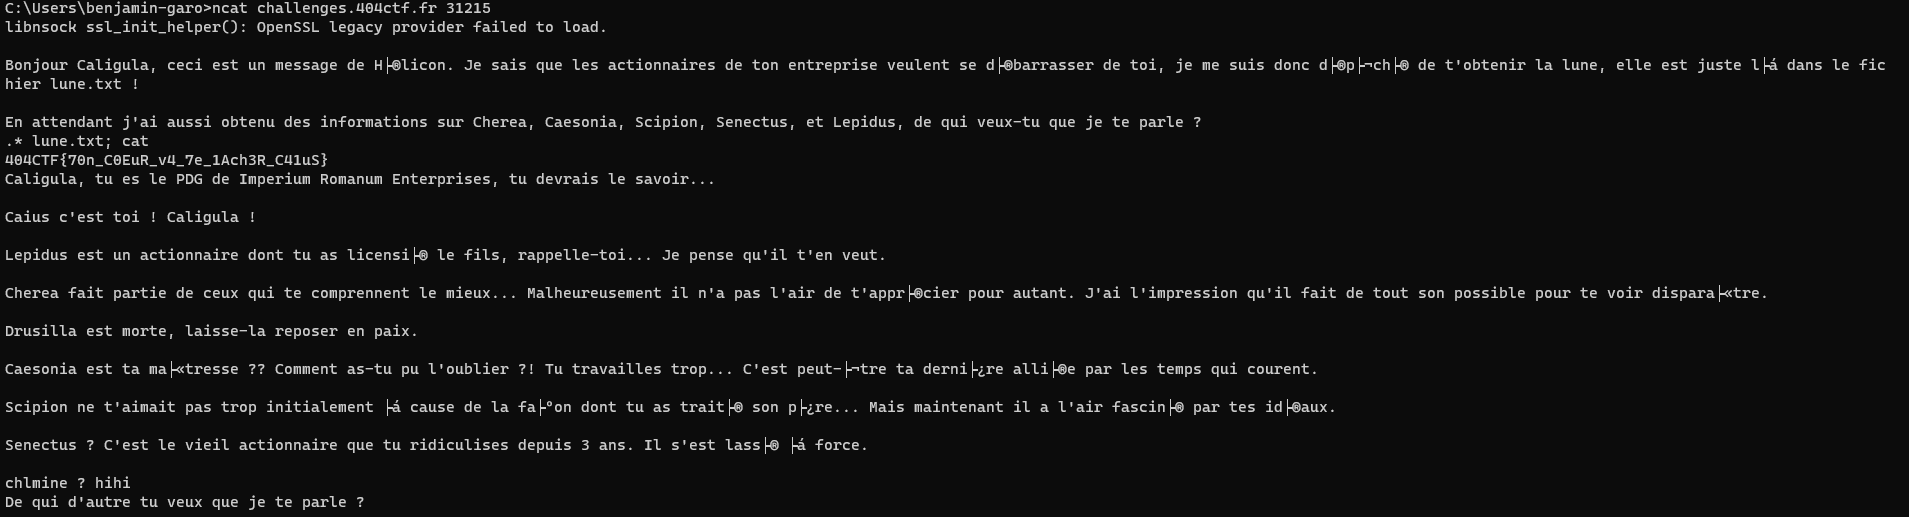 C:\Users\benjamin-garo>ncat challenges.404ctf.fr 31215
libnsock ssl_init_helper(): OpenSSL legacy provider failed to load.
Bonjour Caligula, ceci est un message de H├®licon. Je sais que les actionnaires de ton entreprise veulent se d├®barrasser de toi, je me suis donc d├®p├¬ch├® de t'obtenir la lune, elle est juste l├á dans le fic
hier lune.txt !
En attendant j'ai aussi obtenu des informations sur Cherea, Caesonia, Scipion, Senectus, et Lepidus, de qui veux-tu que je te parle ?
.* lune.txt; cat
404CTF{70n_C0EuR_v4_7e_1Ach3R_C41uS}
Caligula, tu es le PDG de Imperium Romanum Enterprises, tu devrais le savoir...
Caius c'est toi ! Caligula !
Lepidus est un actionnaire dont tu as licensi├® le fils, rappelle-toi... Je pense qu'il t'en veut.
Cherea fait partie de ceux qui te comprennent le mieux... Malheureusement il n'a pas l'air de t'appr├®cier pour autant. J'ai l'impression qu'il fait de tout son possible pour te voir dispara├«tre.
Drusilla est morte, laisse-la reposer en paix.
Caesonia est ta ma├«tresse ?? Comment as-tu pu l'oublier ?! Tu travailles trop... C'est peut-├¬tre ta derni├¿re alli├®e par les temps qui courent.
Scipion ne t'aimait pas trop initialement ├á cause de la fa├ºon dont tu as trait├® son p├¿re... Mais maintenant il a l'air fascin├® par tes id├®aux.
Senectus ? C'est le vieil actionnaire que tu ridiculises depuis 3 ans. Il s'est lass├® ├á force.
chlmine ? hihi
De qui d'autre tu veux que je te parle ?